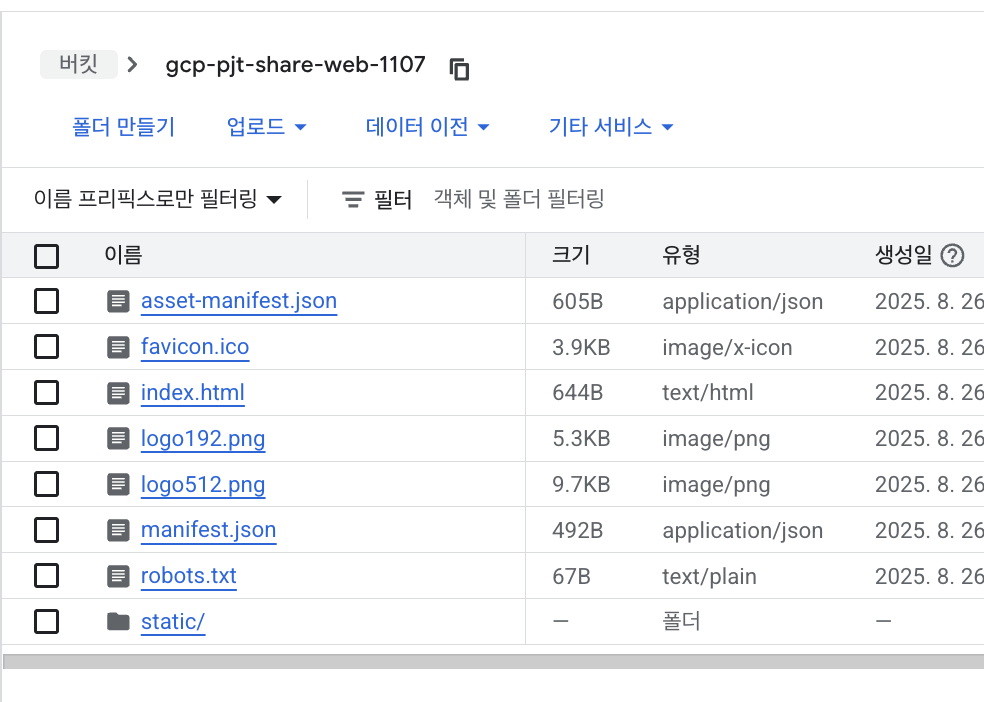 버킷 gcp-pjt-share-web-1107
폴더 만들기 업로드 데이터 이전 기타 서비스
이름 프리픽스로만 필터링 필터 객체 및 폴더 필터링
이름 크기 유형 생성일 ?
asset-manifest.json 605B application/json 2025. 8. 26
favicon.ico 3.9KB image/x-icon 2025. 8. 26
index.html 644B text/html 2025. 8. 26
logo192.png 5.3KB image/png 2025. 8. 26
logo512.png 9.7KB image/png 2025. 8. 26
manifest.json 492B application/json 2025. 8. 26
robots.txt 67B text/plain 2025. 8. 26
static/ — 폴더 —